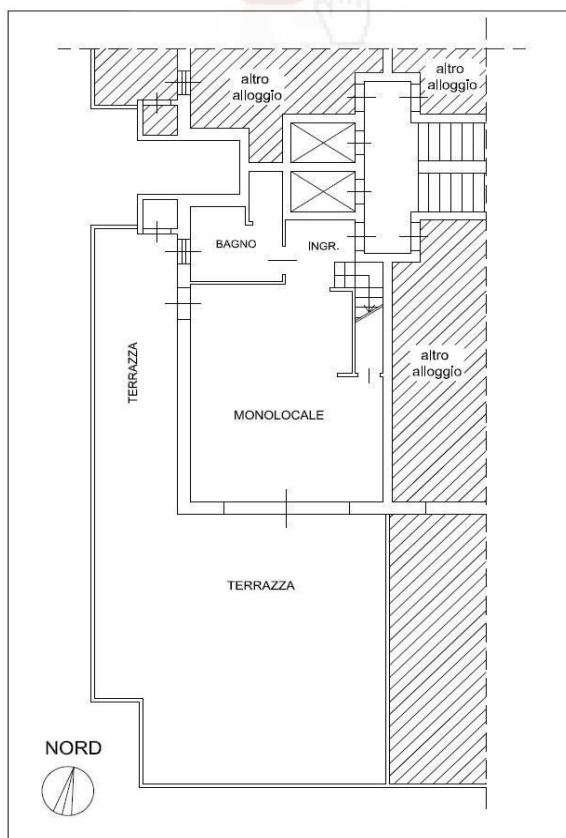 altro
alloggio
altro
alloggio
BAGNO
INGR.
TERRAZZA
altro
alloggio
MONOLOCALE
TERRAZZA
NORD